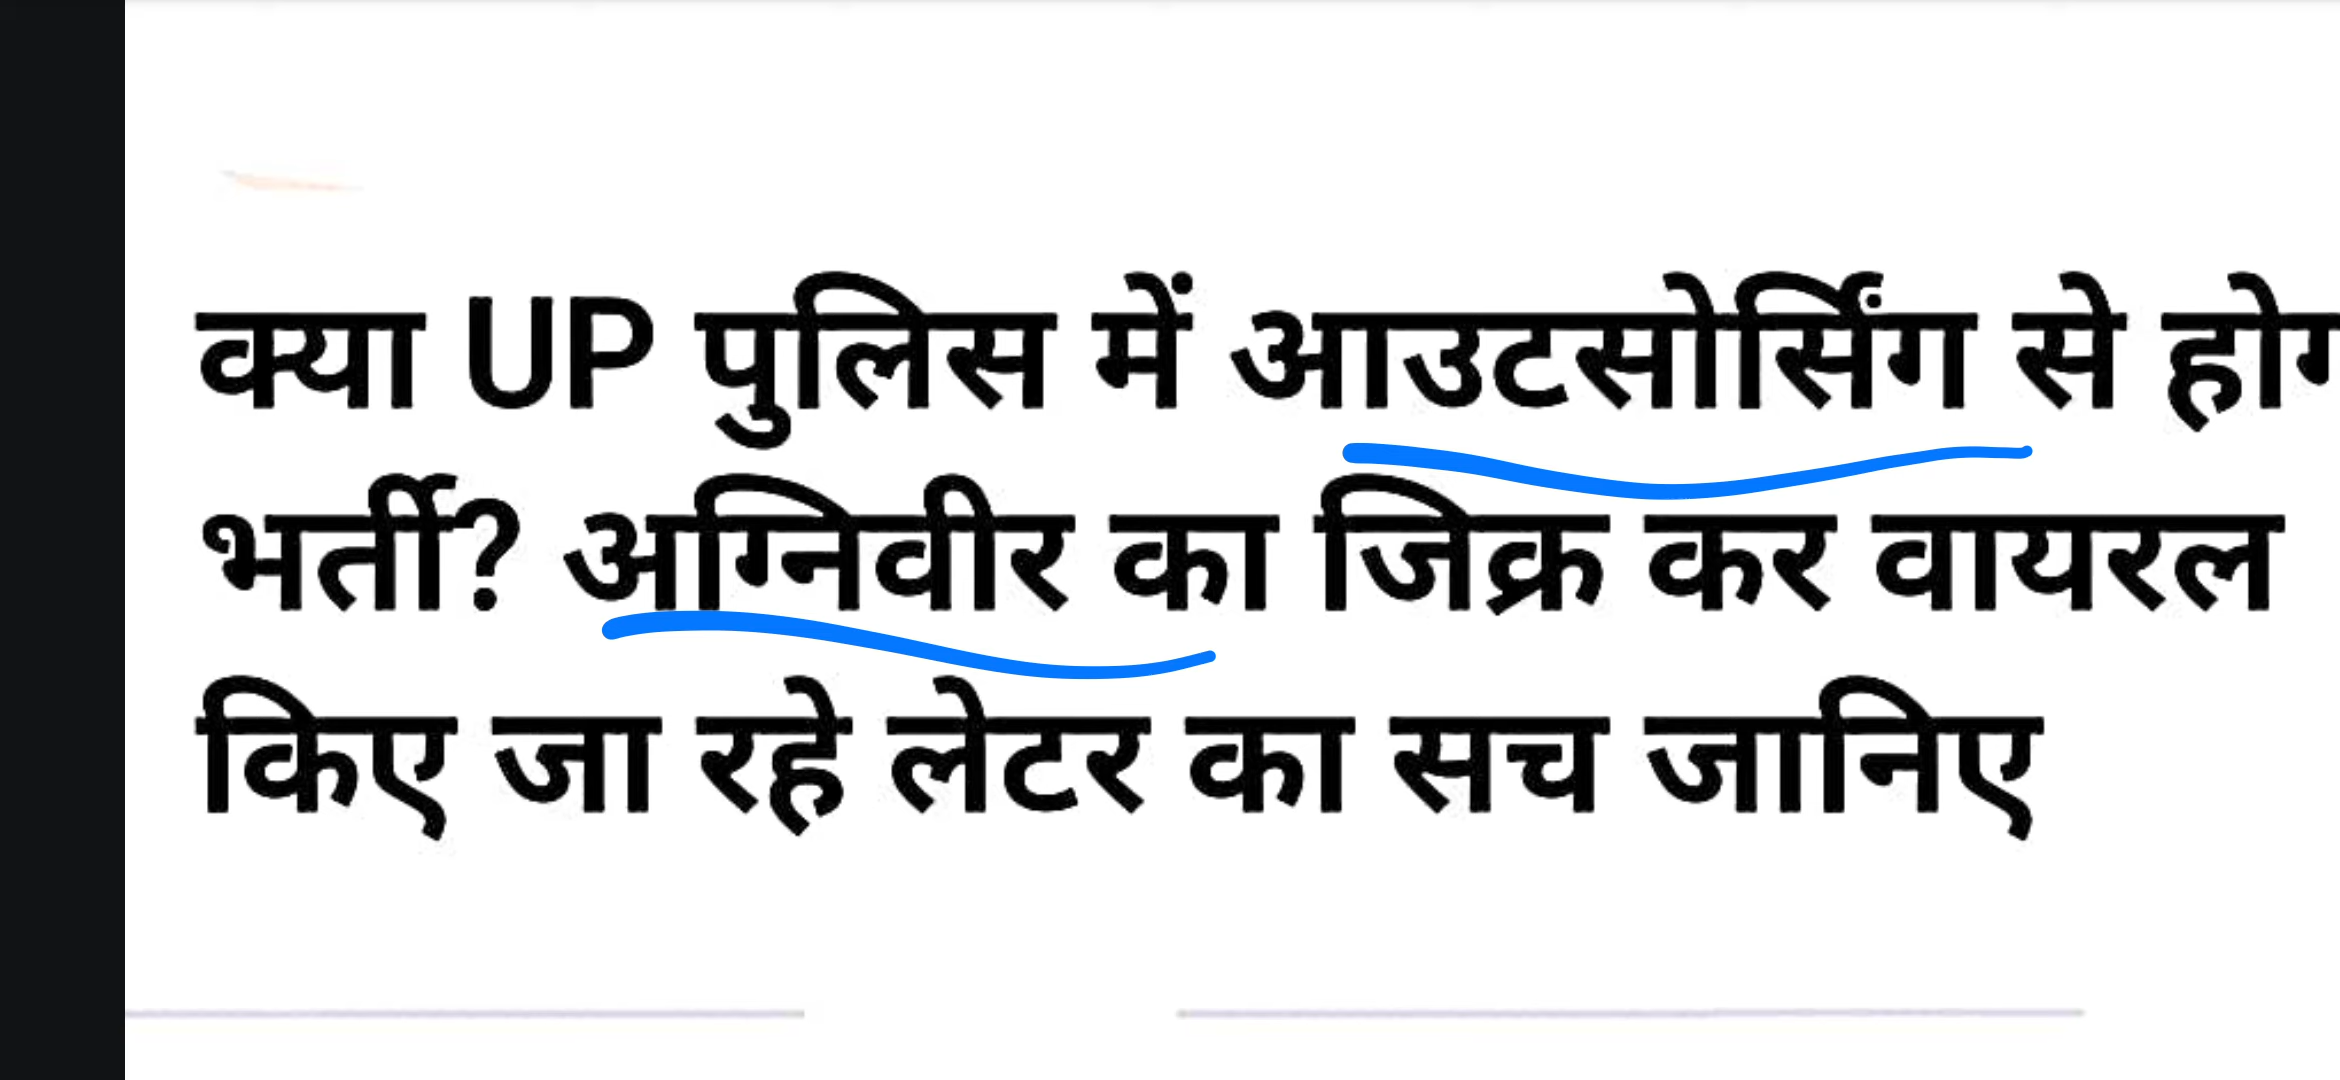 क्या UP पुलिस में आउटसोर्सिंग से
भर्ती? अग्निवीर का जिक्र कर वायरल
किए जा रहे लेटर का सच जानिए